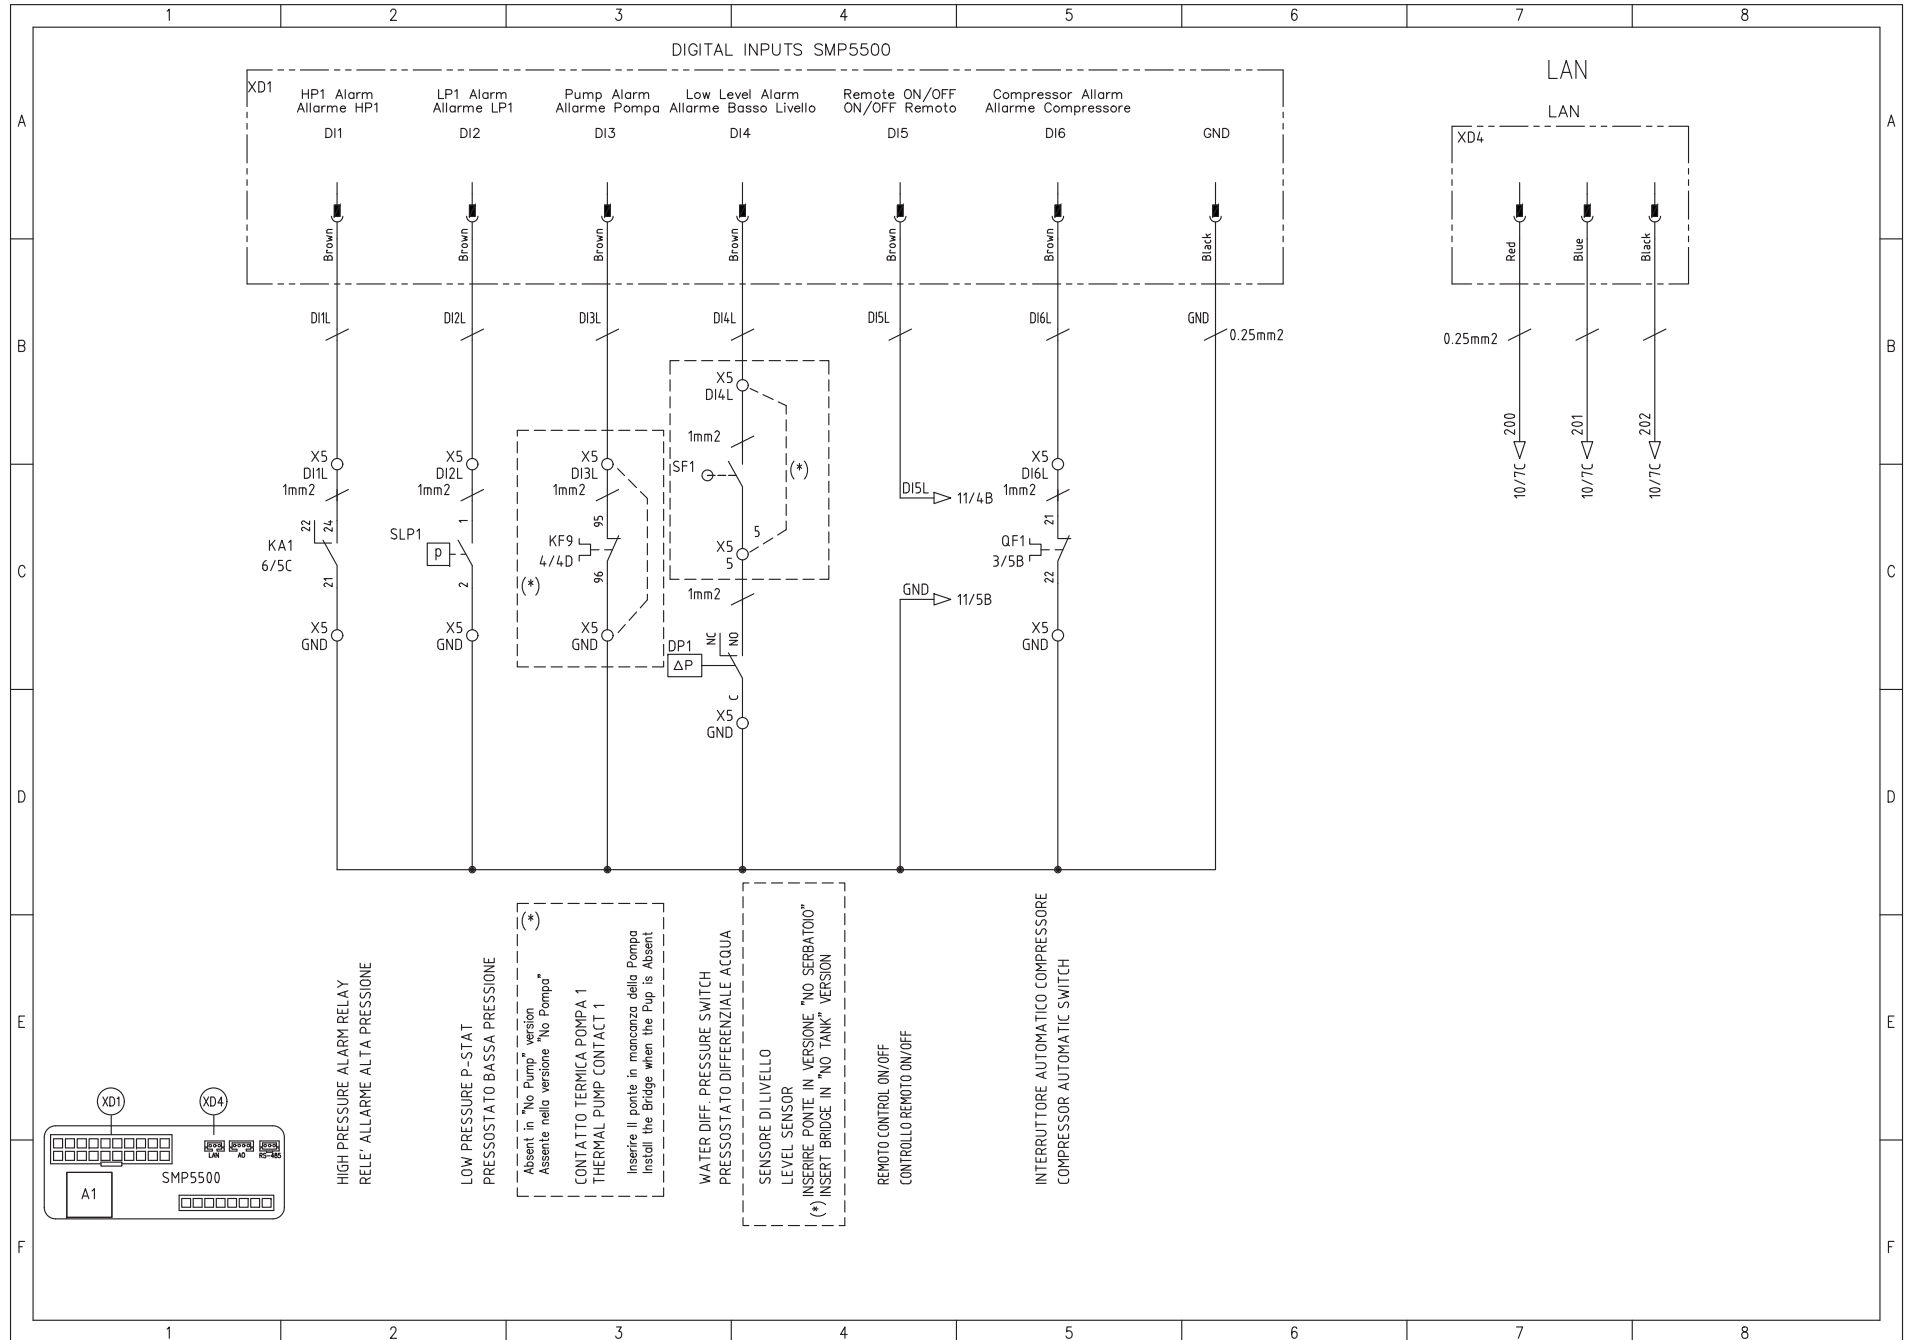 1 2 3 4 5 6 7 8
DIGITAL INPUTS SMP5500
LAN
XD1
HP1 Alarm
Allarme HP1
DI1
LP1 Alarm
Allarme LP1
DI2
Pump Alarm
Allarme Pompa
DI3
Low Level Alarm
Allarme Basso Livello
DI4
Remote ON/OFF
ON/OFF Remoto
DI5
Compressor Allarm
Allarme Compressore
DI6
GND
LAN
XD4
A
A
Brown
Brown
Brown
Brown
Brown
Brown
Black
Red
Blue
Black
DI1L
DI2L
DI3L
DI4L
DI5L
DI6L
GND
0.25mm2
0.25mm2
B
B
X5
DI1L
1mm2
22
24
KA1
6/5C
21
X5
GND
X5
DI2L
1mm2
1
SLP1
p
2
X5
GND
X5
DI3L
1mm2
95
KF9
4/4D
96
(*)
X5
GND
X5
DI4L
1mm2
SF1
(*)
5
X5
5
1mm2
NC
NO
DP1
ΔP
C
X5
GND
DI5L
11/4B
GND
11/5B
X5
DI6L
1mm2
21
QF1
3/5B
22
X5
GND
200
10/7C
201
10/7C
202
10/7C
C
C
D
D
HIGH PRESSURE ALARM RELAY
RELE' ALLARME ALTA PRESSIONE
LOW PRESSURE P-STAT
PRESSOSTATO BASSA PRESSIONE
(*)
Absent in "No Pump" version
Assente nella versione "No Pompa"
CONTATTO TERMICA POMPA 1
THERMAL PUMP CONTACT 1
Inserire Il ponte in mancanza della Pompa
Install the Bridge when the Pup is Absent
WATER DIFF. PRESSURE SWITCH
PRESSOSTATO DIFFERENZIALE ACQUA
SENSORE DI LIVELLO
LEVEL SENSOR
INSERIRE PONTE IN VERSIONE "NO SERBATOIO"
(*) INSERT BRIDGE IN "NO TANK" VERSION
REMOTO CONTROL ON/OFF
CONTROLLO REMOTO ON/OFF
INTERRUTTORE AUTOMATICO COMPRESSORE
COMPRESSOR AUTOMATIC SWITCH
E
E
XD1
XD4
LAN
AO
RS-485
SMP5500
A1
F
F
1 2 3 4 5 6 7 8